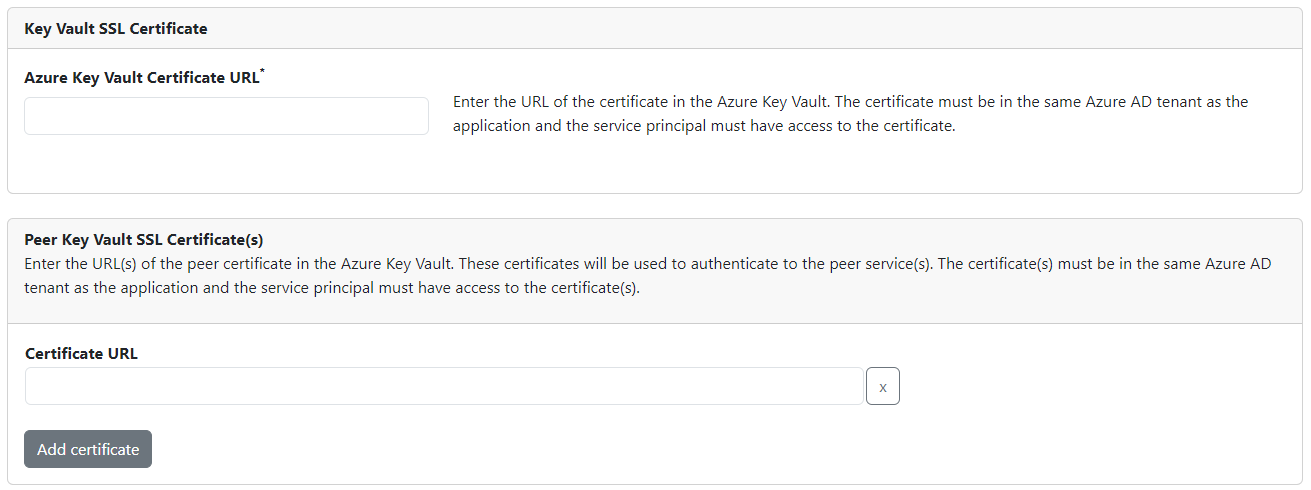 Key Vault SSL Certificate
Azure Key Vault Certificate URL*
Enter the URL of the certificate in the Azure Key Vault. The certificate must be in the same Azure AD tenant as the
application and the service principal must have access to the certificate.
Peer Key Vault SSL Certificate(s)
Enter the URL(s) of the peer certificate in the Azure Key Vault. These certificates will be used to authenticate to the peer service(s). The certificate(s) must be in the same Azure AD
tenant as the application and the service principal must have access to the certificate(s).
Certificate URL
x
Add certificate